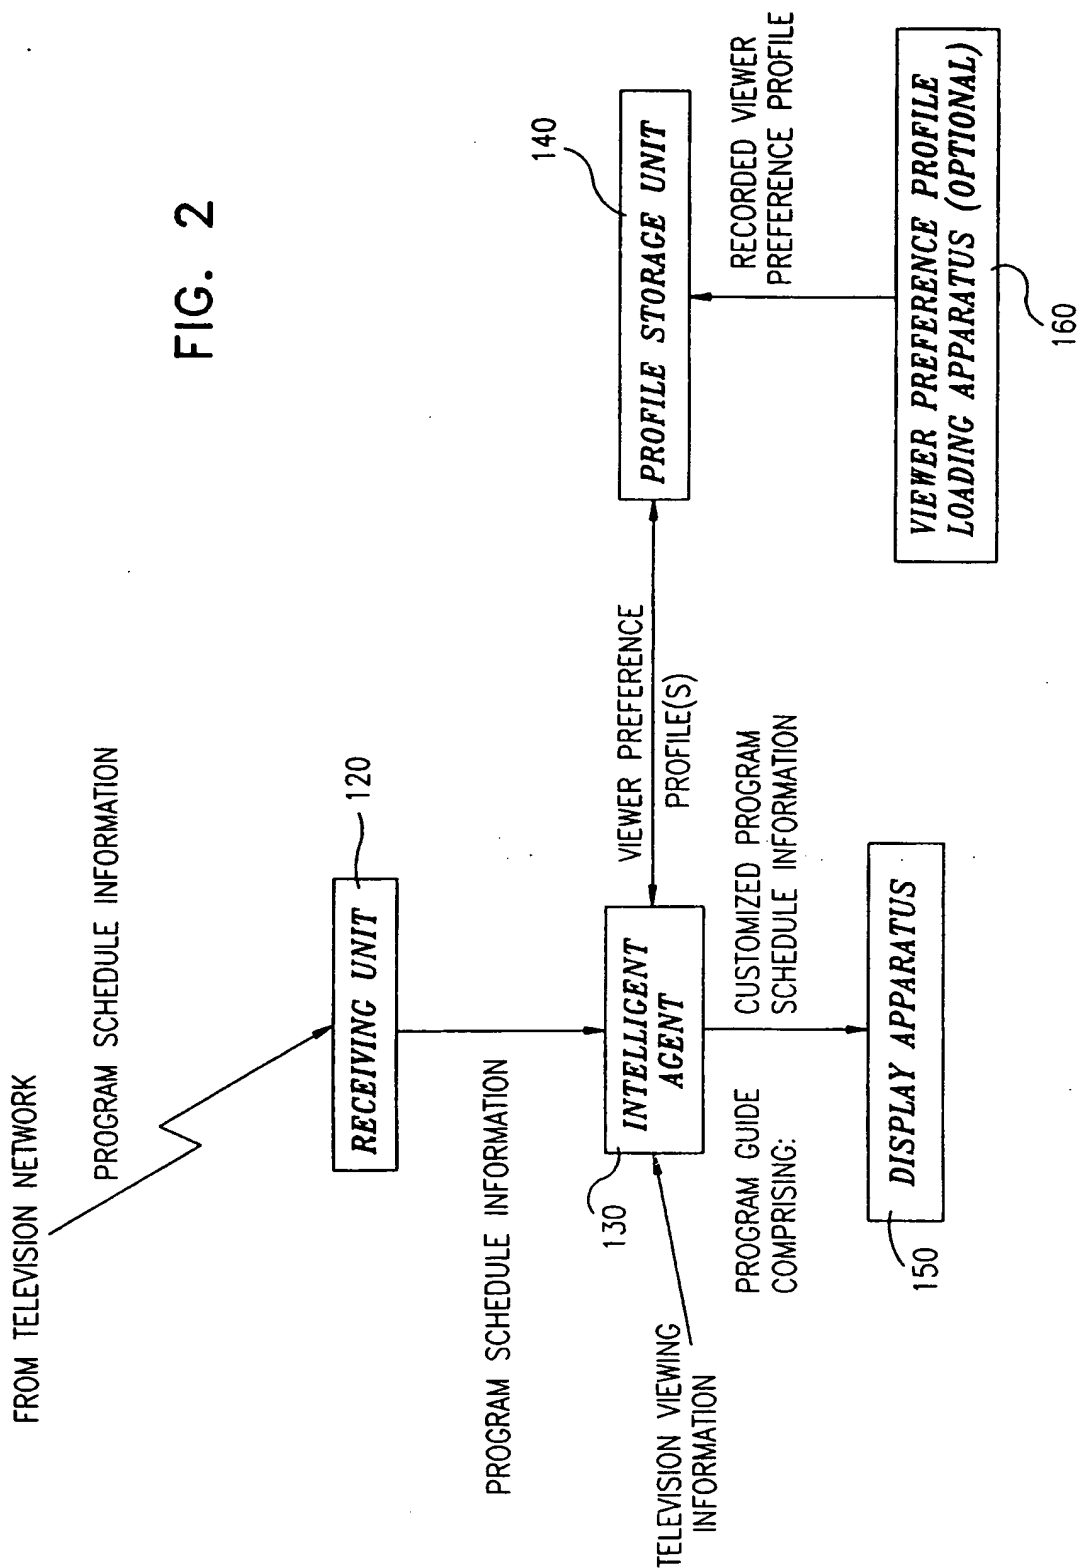 FIG. 2
FROM TELEVISION NETWORK
PROGRAM SCHEDULE INFORMATION
120
RECEIVING UNIT
PROGRAM SCHEDULE INFORMATION
130
INTELLIGENT
AGENT
TELEVISION VIEWING
INFORMATION
VIEWER PREFERENCE
PROFILE(S)
140
PROFILE STORAGE UNIT
RECORDED VIEWER
PREFERENCE PROFILE
PROGRAM GUIDE
COMPRISING:
CUSTOMIZED PROGRAM
SCHEDULE INFORMATION
150
DISPLAY APPARATUS
VIEWER PREFERENCE PROFILE
LOADING APPARATUS (OPTIONAL)
160